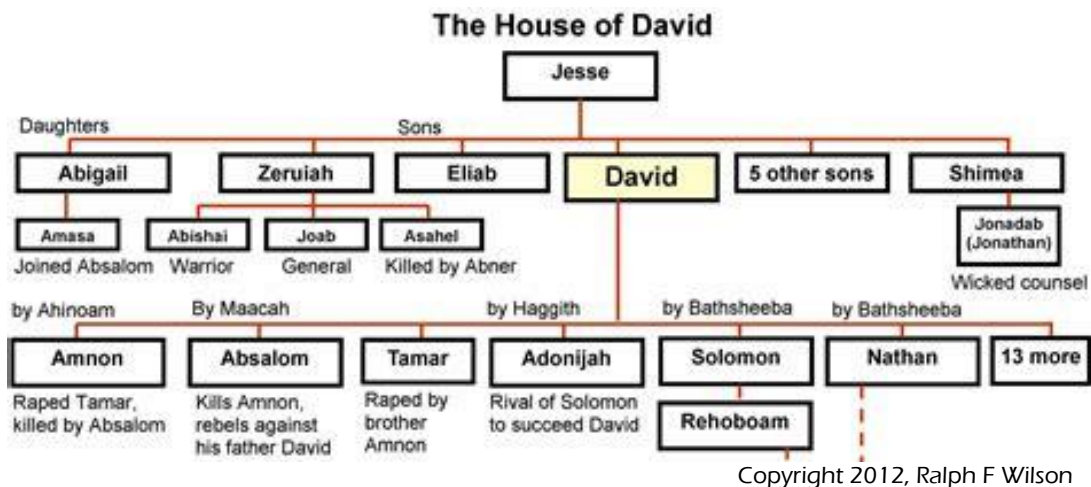 The House of David
Jesse
Daughters
Sons
Abigail
Zeruiah
Eliab
David
5 other sons
Shimea
Amasa
Abishai
Joab
Asahel
Jonadab
(Jonathan)
Joined Absalom
Warrior
General
Killed by Abner
Wicked counsel
by Ahinoam
By Maacah
by Haggith
by Bathsheeba
by Bathsheeba
Amnon
Absalom
Tamar
Adonijah
Solomon
Nathan
13 more
Raped Tamar,
killed by Absalom
Kills Amnon,
rebels against
his father David
Raped by
brother
Amnon
Rival of Solomon
to succeed David
Rehoboam
Copyright 2012, Ralph F Wilson